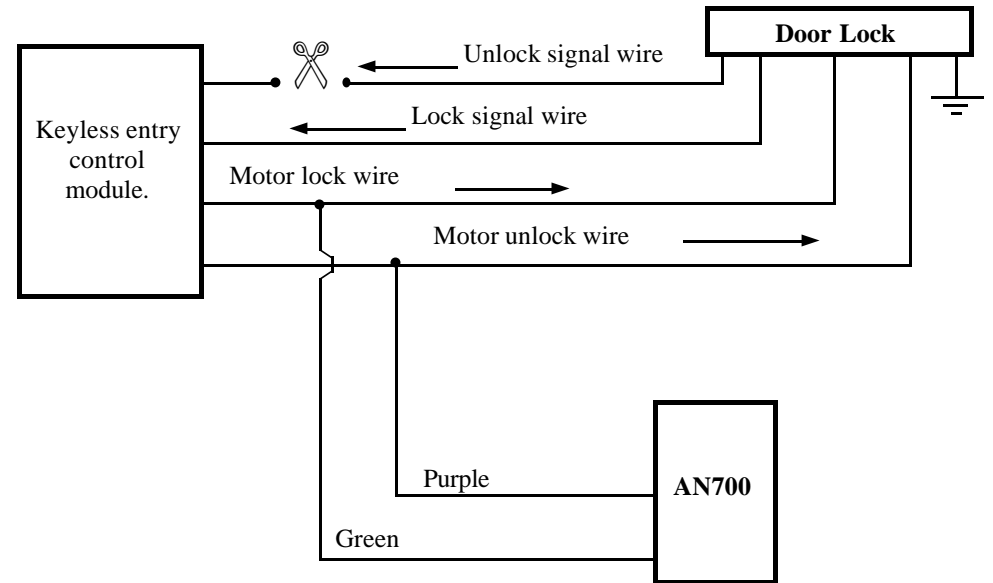 Door Lock
Unlock signal wire
Lock signal wire
Keyless entry
control
module.
Motor lock wire
Motor unlock wire
Purple
AN700
Green